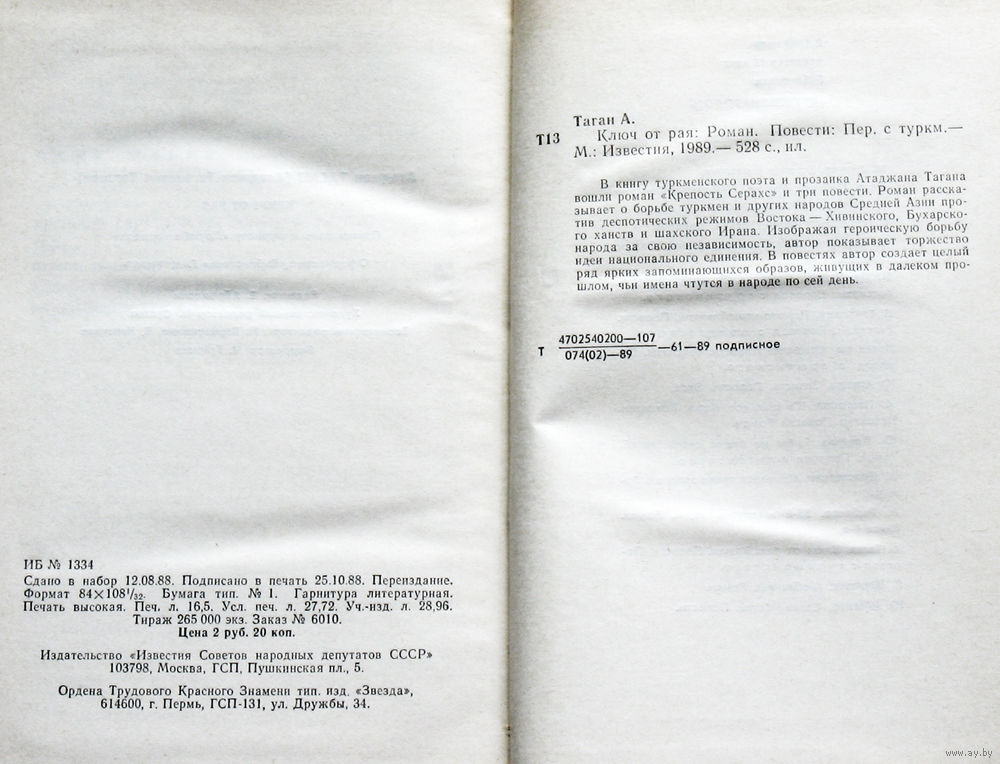 ИБ № 1334
Сдано в набор 12.08.88. Подписано в печать 25.10.88. Переиздание.
Формат 84×108¹/₃₂. Бумага тип. № 1. Гарнитура литературная.
Печать высокая. Печ. л. 16,5. Усл. печ. л. 27,72. Уч.-изд. л. 28,96.
Тираж 265 000 экз. Заказ № 6010.
Цена 2 руб. 20 коп.
Издательство «Известия Советов народных депутатов СССР»
103798, Москва, ГСП, Пушкинская пл., 5.
Ордена Трудового Красного Знамени тип. изд. «Звезда»,
614600, г. Пермь, ГСП-131, ул. Дружбы, 34.
Таган А.
Т13 Ключ от рая: Роман. Повести: Пер. с туркм.—
М.: Известия, 1989.— 528 с., ил.
В книгу туркменского поэта и прозаика Атаджана Тагана
вошли роман «Крепость Серахс» и три повести. Роман расска-
зывает о борьбе туркмен и других народов Средней Азии про-
тив деспотических режимов Востока — Хивинского, Бухарско-
го ханств и шахского Ирана. Изображая героическую борьбу
народа за свою независимость, автор показывает торжество
идеи национального единения. В повестях автор создает целый
ряд ярких запоминающихся образов, живущих в далеком про-
шлом, чьи имена чтутся в народе по сей день.
4702540200—107
Т —61—89 подписное
074(02)—89
www.ay.by